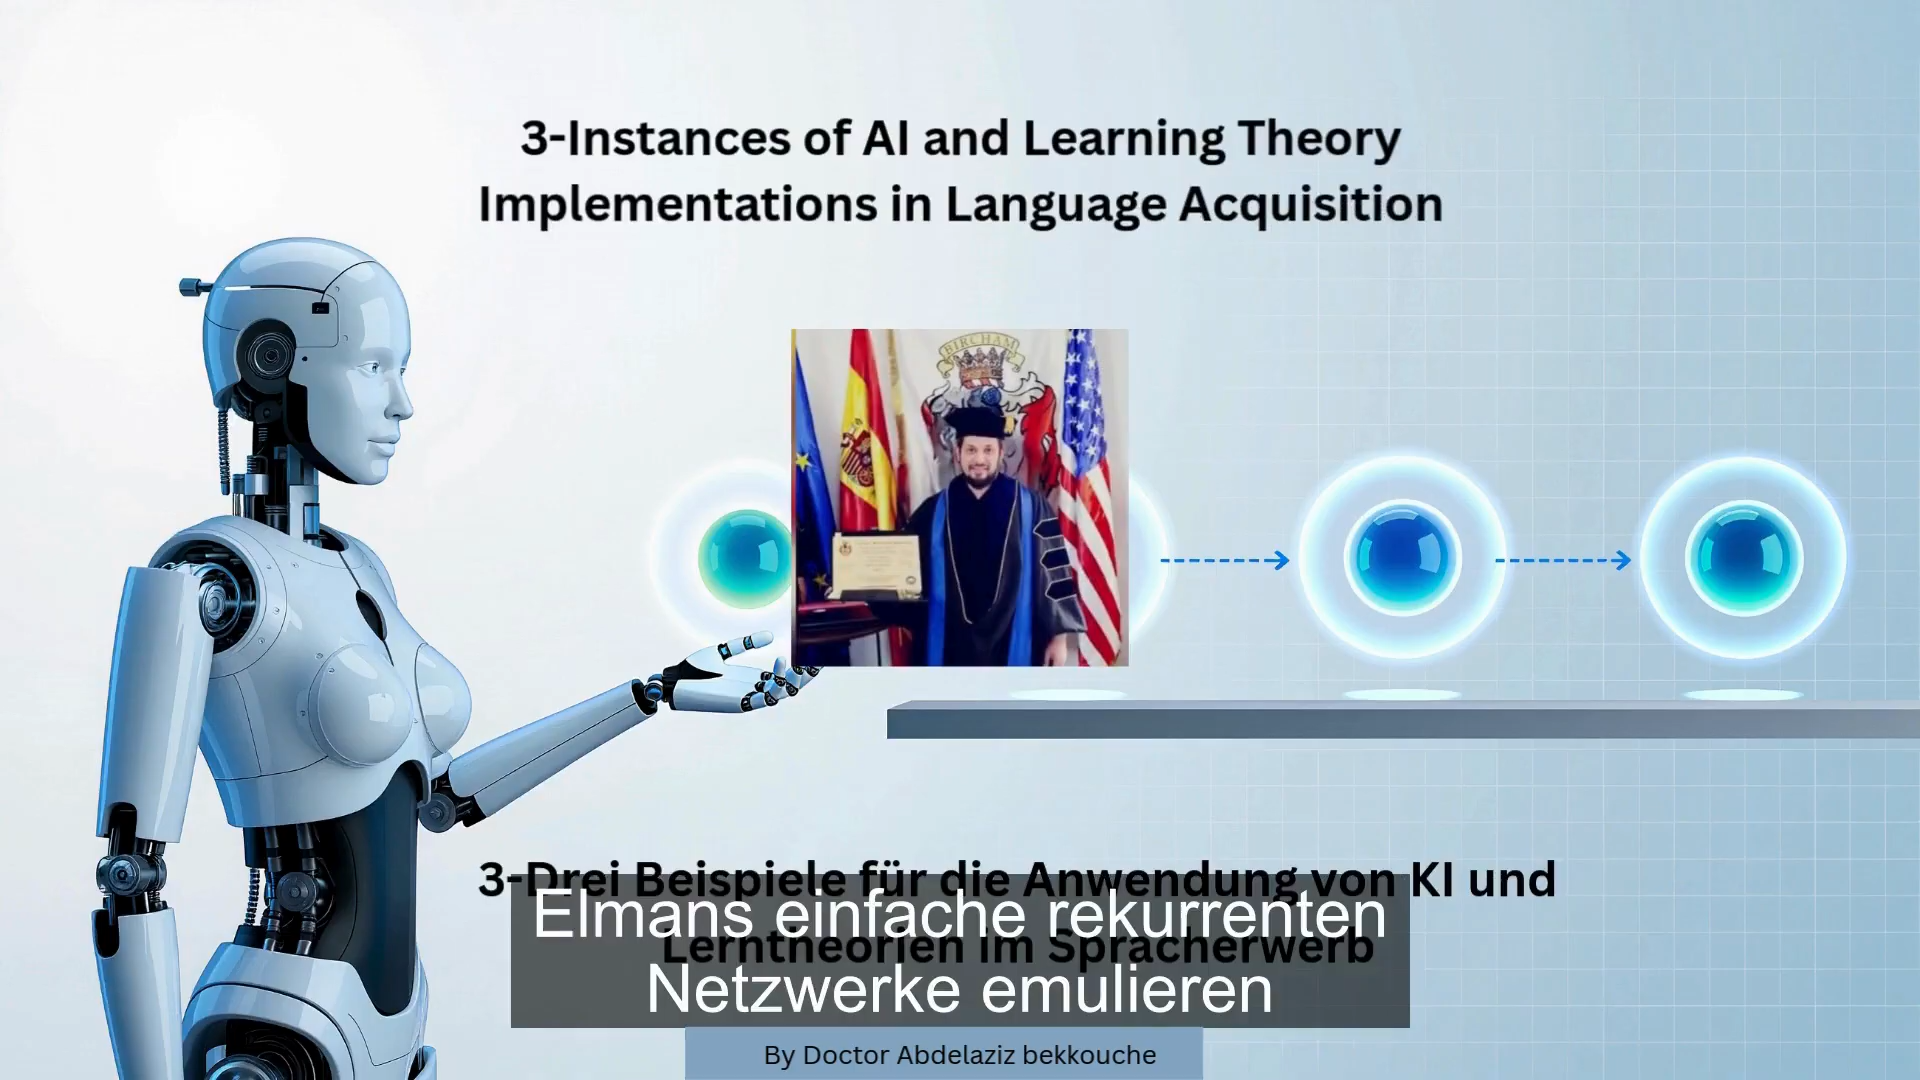 3-Instances of AI and Learning Theory
Implementations in Language Acquisition
BIRCHAM
3-Drei Beispiele für die Anwendung von KI und
Lerntheorien im Spracherwerb
Elmans einfache rekurrenten
Netzwerke emulieren
By Doctor Abdelaziz bekkouche